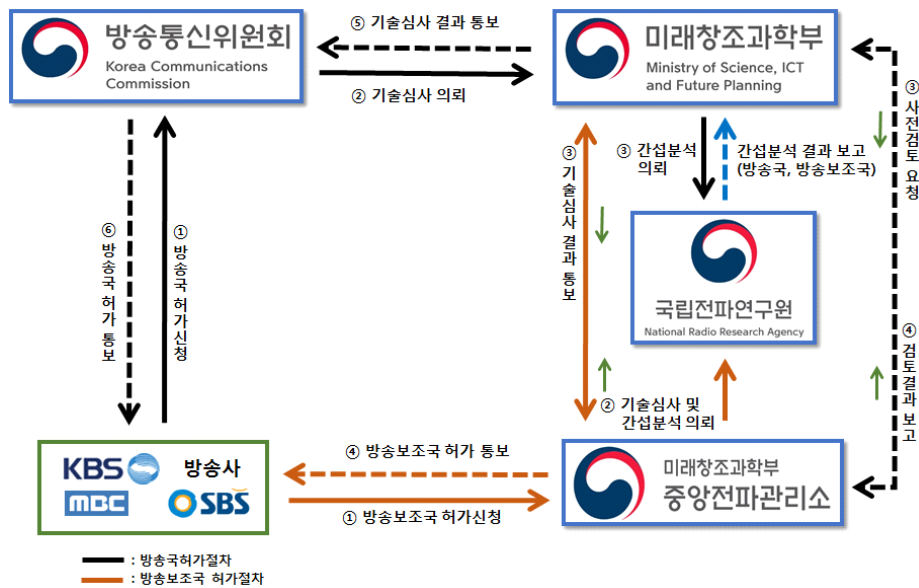 ⑤ 기술심사 결과 통보
방송통신위원회
Korea Communications
Commission
② 기술심사 의뢰
미래창조과학부
Ministry of Science, ICT
and Future Planning
③ 사전검토 요청
③ 간섭분석
의뢰
간섭분석 결과 보고
(방송국, 방송보조국)
③ 기술심사 결과 통보
⑥ 방송국 허가 통보
① 방송국 허가신청
국립전파연구원
National Radio Research Agency
④ 검토결과 보고
② 기술심사 및
간섭분석 의뢰
KBS
방송사
MBC
SBS
④ 방송보조국 허가 통보
① 방송보조국 허가신청
미래창조과학부
중앙전파관리소
: 방송국허가절차
: 방송보조국 허가절차